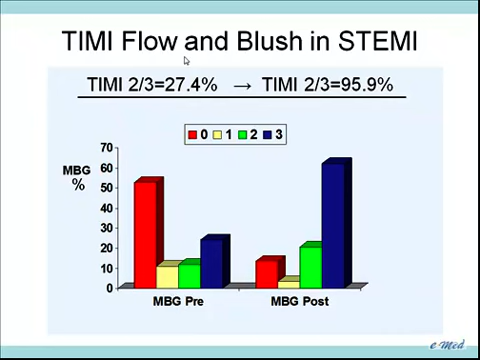 TIMI Flow and Blush in STEMI
TIMI 2/3=27.4% → TIMI 2/3=95.9%
0 1 2 3
MBG
%
70
60
50
40
30
20
10
0
MBG Pre MBG Post
e Med